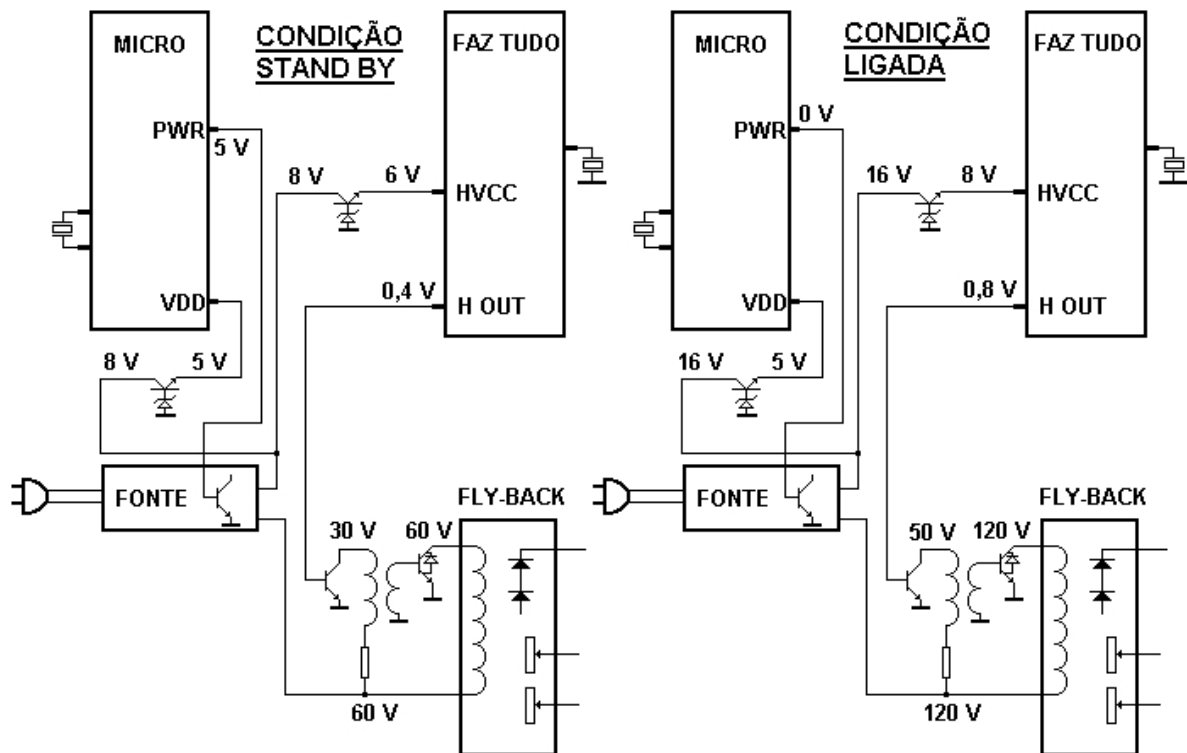 MICRO
CONDIÇÃO
STAND BY
FAZ TUDO
PWR
5 V
8 V
6 V
HVCC
VDD
0,4 V
H OUT
8 V
5 V
FONTE
FLY-BACK
30 V
60 V
60 V
MICRO
CONDIÇÃO
LIGADA
FAZ TUDO
PWR
0 V
16 V
8 V
HVCC
VDD
0,8 V
H OUT
16 V
5 V
FONTE
FLY-BACK
50 V
120 V
120 V